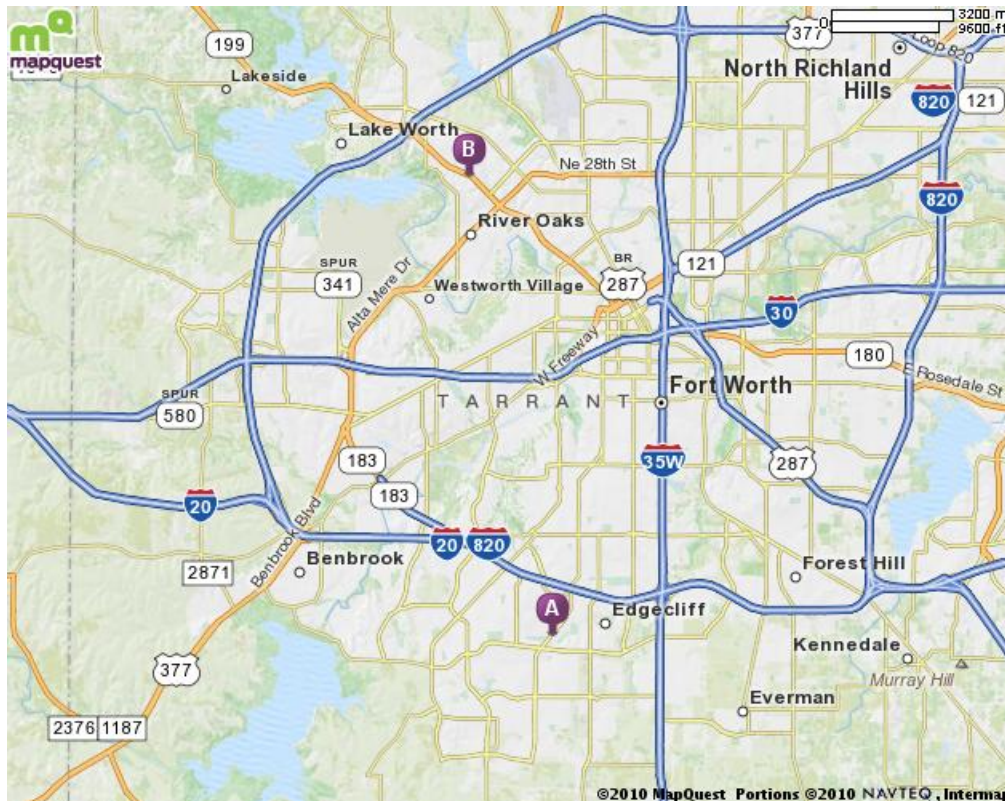 mapquest
199
Lakeside
377
3200 m
9600 ft
Loop 820
North Richland
Hills
820
121
Lake Worth
B
Ne 28th St
820
River Oaks
SPUR
341
Alta Mere Dr
Westworth Village
BR
287
121
30
W Freeway
180
E Rosedale St
Fort Worth
TARRANT
SPUR
580
183
183
35W
287
20
Benbrook Blvd
20
820
Benbrook
2871
Forest Hill
A
Edgecliff
Kennedale
Murray Hill
377
Everman
2376
1187
©2010 MapQuest Portions ©2010 NAVTEQ, Intermap